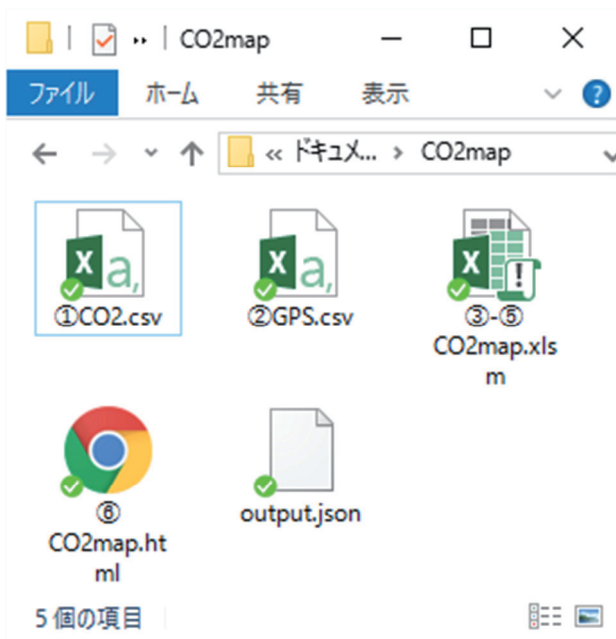 CO2map
ファイル ホーム 共有 表示
« ドキュメ... › CO2map
①CO2.csv ②GPS.csv ③-⑤
CO2map.xls
m
⑥
CO2map.ht
ml
output.json
5 個の項目